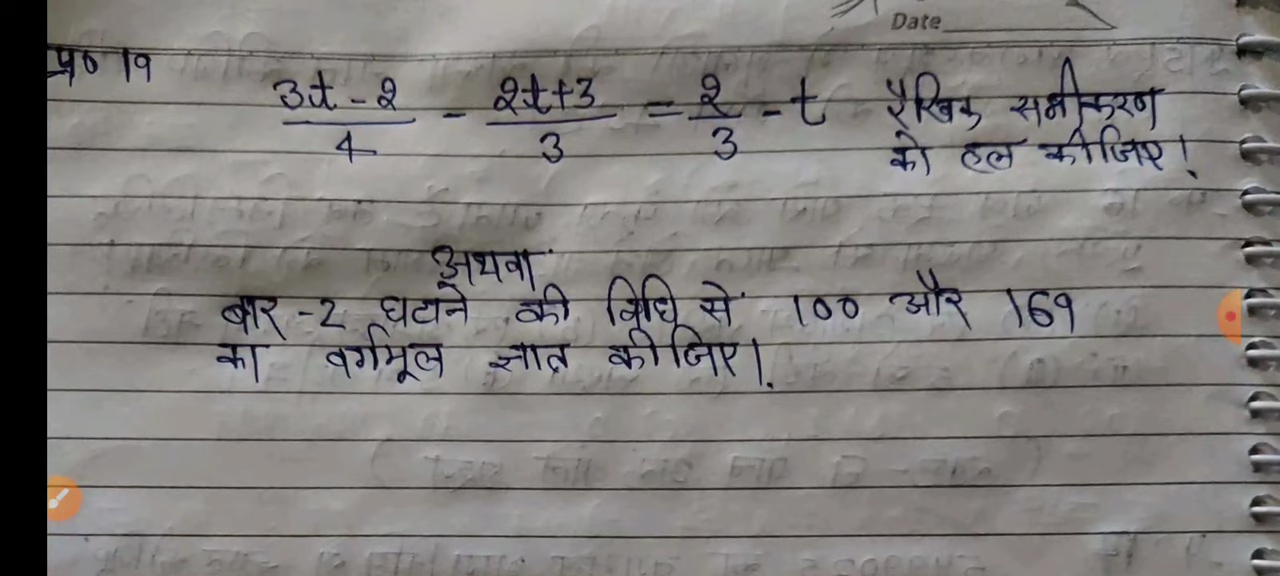 Date
प्र० 19
3t - 2 / 4 - 2t+3 / 3 = 2 / 3 - t रैखिक समीकरण
को हल कीजिए।
अथवा
बार -2 घटाने की विधि से 100 और 169
का वर्गमूल ज्ञात कीजिए।